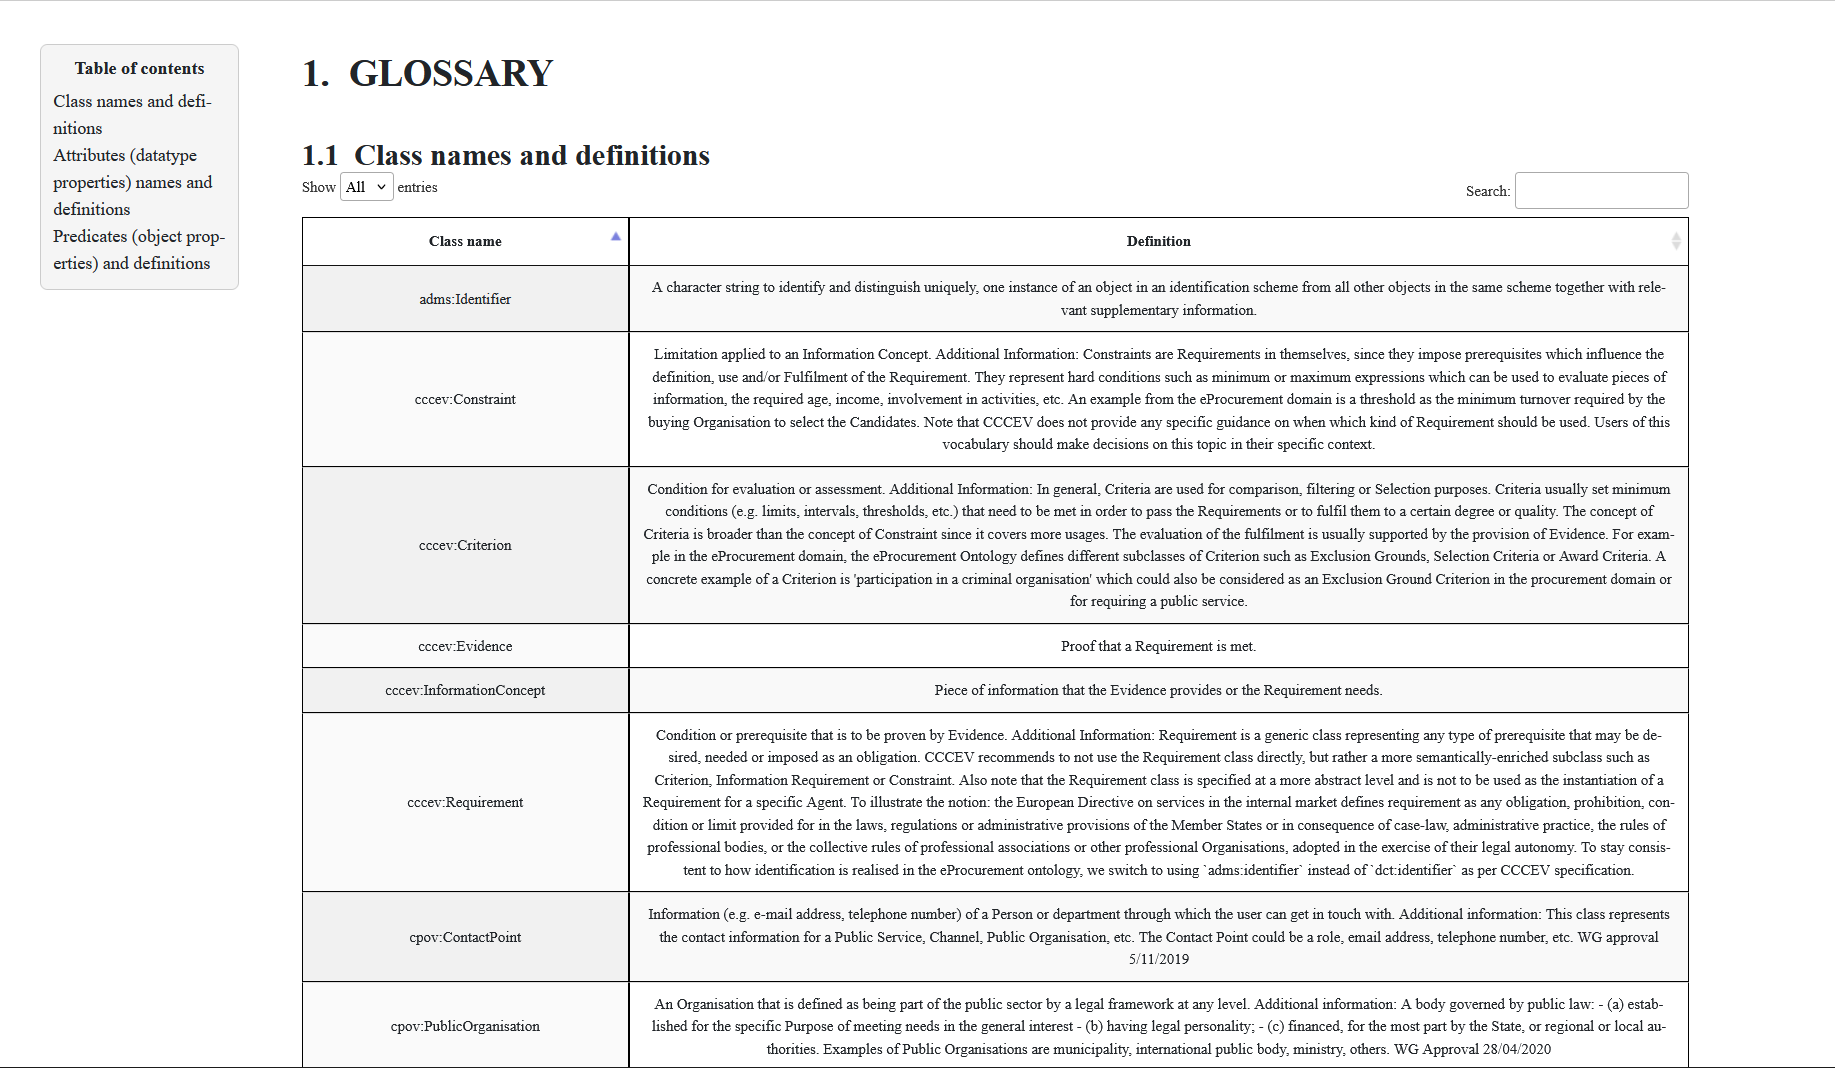 Table of contents
Class names and defi-
nitions
Attributes (datatype
properties) names and
definitions
Predicates (object prop-
erties) and definitions
1. GLOSSARY
1.1 Class names and definitions
Show All entries
Search:
Class name
Definition
adms:Identifier
A character string to identify and distinguish uniquely, one instance of an object in an identification scheme from all other objects in the same scheme together with rele-
vant supplementary information.
cccev:Constraint
Limitation applied to an Information Concept. Additional Information: Constraints are Requirements in themselves, since they impose prerequisites which influence the
definition, use and/or Fulfilment of the Requirement. They represent hard conditions such as minimum or maximum expressions which can be used to evaluate pieces of
information, the required age, income, involvement in activities, etc. An example from the eProcurement domain is a threshold as the minimum turnover required by the
buying Organisation to select the Candidates. Note that CCCEV does not provide any specific guidance on when which kind of Requirement should be used. Users of this
vocabulary should make decisions on this topic in their specific context.
cccev:Criterion
Condition for evaluation or assessment. Additional Information: In general, Criteria are used for comparison, filtering or Selection purposes. Criteria usually set minimum
conditions (e.g. limits, intervals, thresholds, etc.) that need to be met in order to pass the Requirements or to fulfil them to a certain degree or quality. The concept of
Criteria is broader than the concept of Constraint since it covers more usages. The evaluation of the fulfilment is usually supported by the provision of Evidence. For exam-
ple in the eProcurement domain, the eProcurement Ontology defines different subclasses of Criterion such as Exclusion Grounds, Selection Criteria or Award Criteria. A
concrete example of a Criterion is 'participation in a criminal organisation' which could also be considered as an Exclusion Ground Criterion in the procurement domain or
for requiring a public service.
cccev:Evidence
Proof that a Requirement is met.
cccev:InformationConcept
Piece of information that the Evidence provides or the Requirement needs.
cccev:Requirement
Condition or prerequisite that is to be proven by Evidence. Additional Information: Requirement is a generic class representing any type of prerequisite that may be de-
sired, needed or imposed as an obligation. CCCEV recommends to not use the Requirement class directly, but rather a more semantically-enriched subclass such as
Criterion, Information Requirement or Constraint. Also note that the Requirement class is specified at a more abstract level and is not to be used as the instantiation of a
Requirement for a specific Agent. To illustrate the notion: the European Directive on services in the internal market defines requirement as any obligation, prohibition, con-
dition or limit provided for in the laws, regulations or administrative provisions of the Member States or in consequence of case-law, administrative practice, the rules of
professional bodies, or the collective rules of professional associations or other professional Organisations, adopted in the exercise of their legal autonomy. To stay consis-
tent to how identification is realised in the eProcurement ontology, we switch to using `adms:identifier` instead of `dct:identifier` as per CCCEV specification.
cpov:ContactPoint
Information (e.g. e-mail address, telephone number) of a Person or department through which the user can get in touch with. Additional information: This class represents
the contact information for a Public Service, Channel, Public Organisation, etc. The Contact Point could be a role, email address, telephone number, etc. WG approval
5/11/2019
cpov:PublicOrganisation
An Organisation that is defined as being part of the public sector by a legal framework at any level. Additional information: A body governed by public law: - (a) estab-
lished for the specific Purpose of meeting needs in the general interest - (b) having legal personality; - (c) financed, for the most part by the State, or regional or local au-
thorities. Examples of Public Organisations are municipality, international public body, ministry, others. WG Approval 28/04/2020